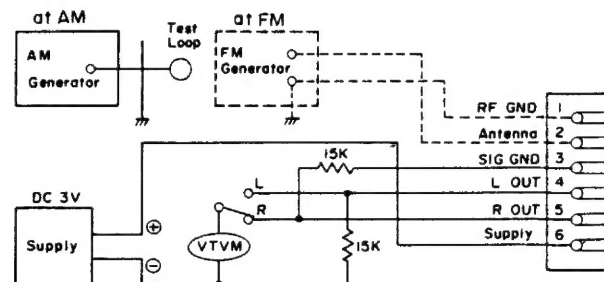 at AM
AM
Generator
Test
Loop
at FM
FM
Generator
RF GND 1
Antenna 2
SIG GND 3
L OUT 4
R OUT 5
Supply 6
15K
L
R
DC 3V
Supply
⊕
⊖
VTVM
15K